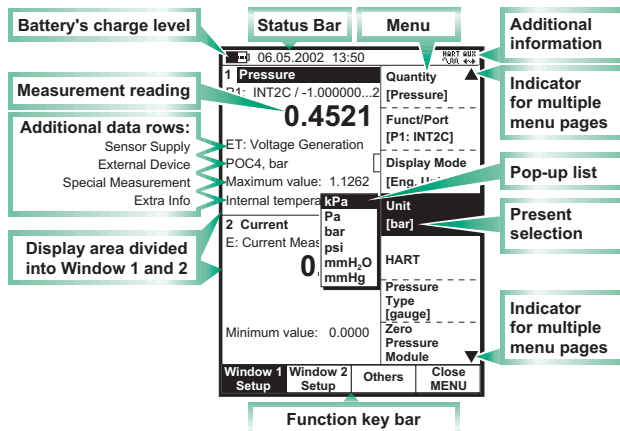 Battery's charge level
Status Bar
Menu
Additional
information
06.05.2002 13:50
HART AUX
1 Pressure
P1: INT2C / -1.000000...2
Measurement reading
0.4521
Quantity
[Pressure]
Indicator
for multiple
menu pages
Funct/Port
[P1: INT2C]
Additional data rows:
Sensor Supply
External Device
Special Measurement
Extra Info
ET: Voltage Generation
POC4, bar
Maximum value: 1.1262
Internal tempera
Display Mode
[Eng. Uni
Pop-up list
kPa
Pa
bar
psi
mmH₂O
mmHg
Unit
[bar]
Present
selection
Display area divided
into Window 1 and 2
2 Current
E: Current Meas
0.
HART
Pressure
Type
[gauge]
Minimum value: 0.0000
Zero
Pressure
Module
Indicator
for multiple
menu pages
Window 1
Setup
Window 2
Setup
Others
Close
MENU
Function key bar